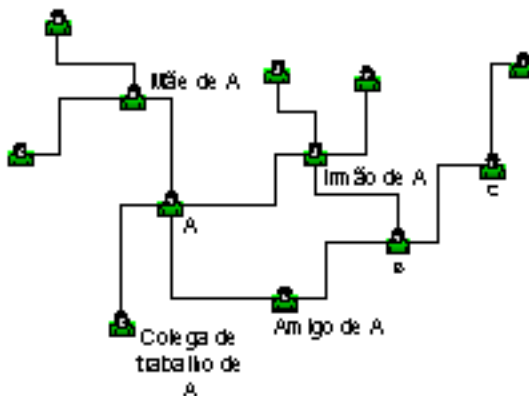 Mãe de A
Irmão de A
C
A
B
Amigo de A
Colega de
trabalho de
A